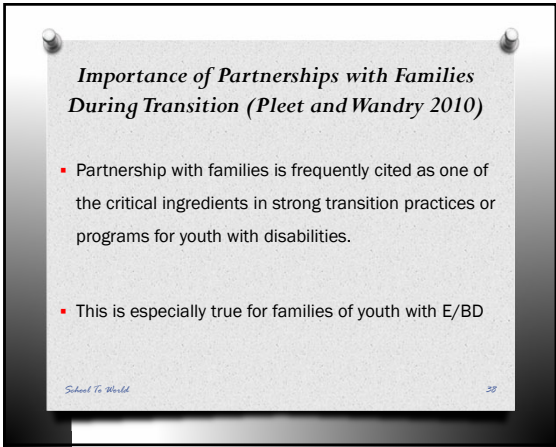 Importance of Partnerships with Families
During Transition (Pleet and Wandry 2010)
▪ Partnership with families is frequently cited as one of
the critical ingredients in strong transition practices or
programs for youth with disabilities.
▪ This is especially true for families of youth with E/BD
School To World
38